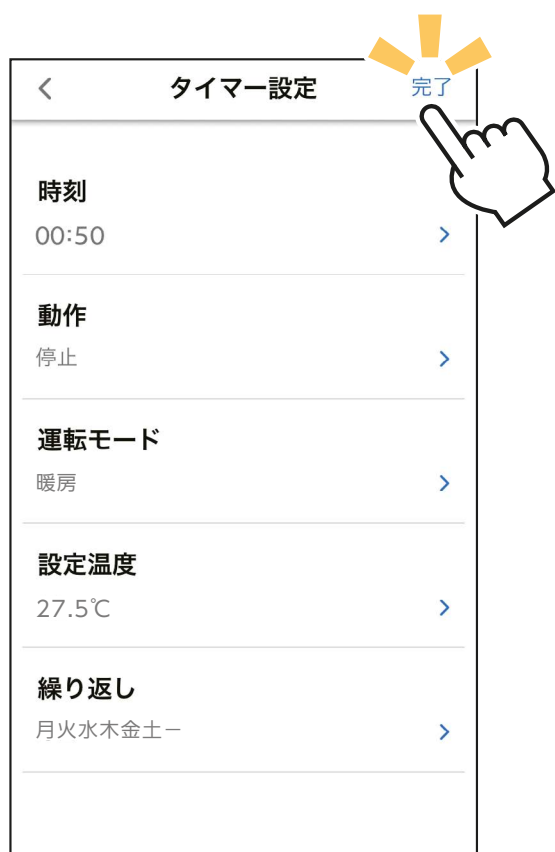 タイマー設定 完了
時刻
00:50
動作
停止
運転モード
暖房
設定温度
27.5℃
繰り返し
月火水木金土－